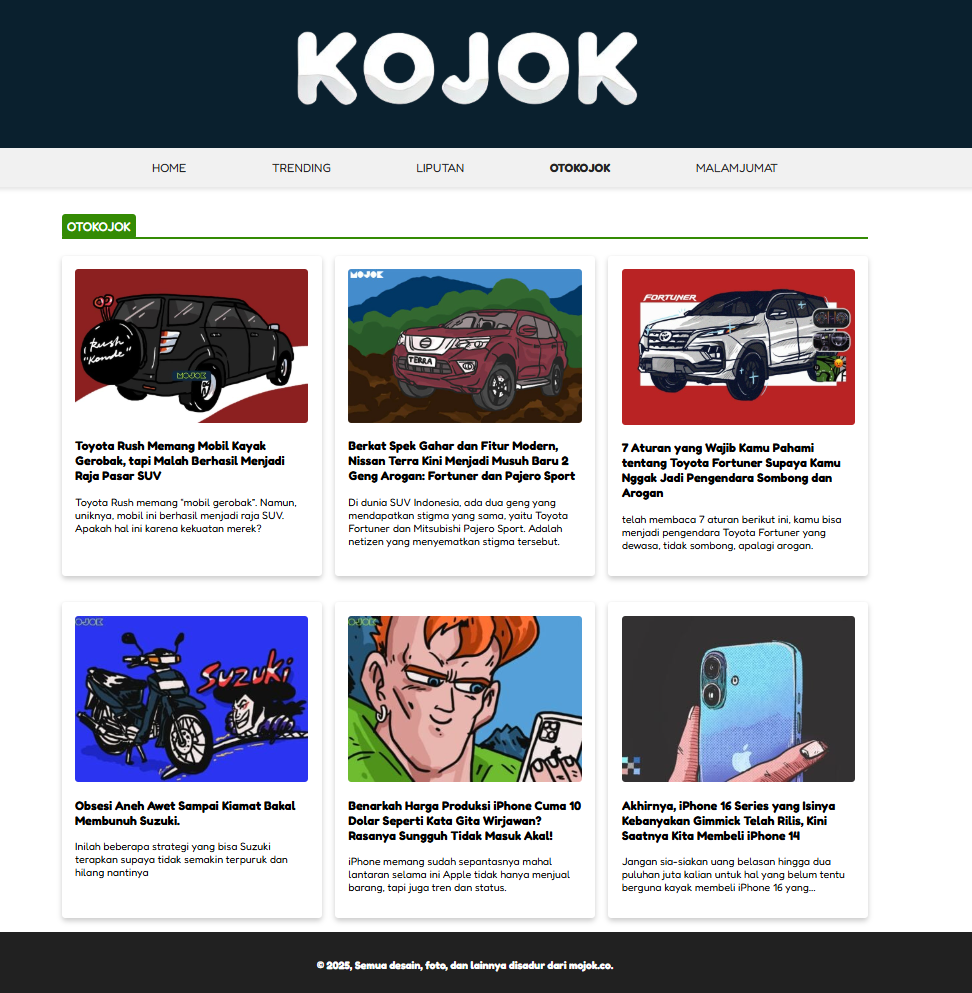 KOJOK
HOME TRENDING LIPUTAN OTOKOJOK MALAMJUMAT
OTOKOJOK
Rush
"Konde"
MOJOK
Toyota Rush Memang Mobil Kayak
Gerobak, tapi Malah Berhasil Menjadi
Raja Pasar SUV
Toyota Rush memang "mobil gerobak". Namun,
uniknya, mobil ini berhasil menjadi raja SUV.
Apakah hal ini karena kekuatan merek?
MOJOK
TERRA
Berkat Spek Gahar dan Fitur Modern,
Nissan Terra Kini Menjadi Musuh Baru 2
Geng Arogan: Fortuner dan Pajero Sport
Di dunia SUV Indonesia, ada dua geng yang
mendapatkan stigma yang sama, yaitu Toyota
Fortuner dan Mitsubishi Pajero Sport. Adalah
netizen yang menyematkan stigma tersebut.
FORTUNER
7 Aturan yang Wajib Kamu Pahami
tentang Toyota Fortuner Supaya Kamu
Nggak Jadi Pengendara Sombong dan
Arogan
telah membaca 7 aturan berikut ini, kamu bisa
menjadi pengendara Toyota Fortuner yang
dewasa, tidak sombong, apalagi arogan.
OJOK
SUZUKI
Obsesi Aneh Awet Sampai Kiamat Bakal
Membunuh Suzuki.
Inilah beberapa strategi yang bisa Suzuki
terapkan supaya tidak semakin terpuruk dan
hilang nantinya
OJOK
Benarkah Harga Produksi iPhone Cuma 10
Dolar Seperti Kata Gita Wirjawan?
Rasanya Sungguh Tidak Masuk Akal!
iPhone memang sudah sepantasnya mahal
lantaran selama ini Apple tidak hanya menjual
barang, tapi juga tren dan status.
Akhirnya, iPhone 16 Series yang Isinya
Kebanyakan Gimmick Telah Rilis, Kini
Saatnya Kita Membeli iPhone 14
Jangan sia-siakan uang belasan hingga dua
puluhan juta kalian untuk hal yang belum tentu
berguna kayak membeli iPhone 16 yang...
© 2025, Semua desain, foto, dan lainnya disadur dari mojok.co.